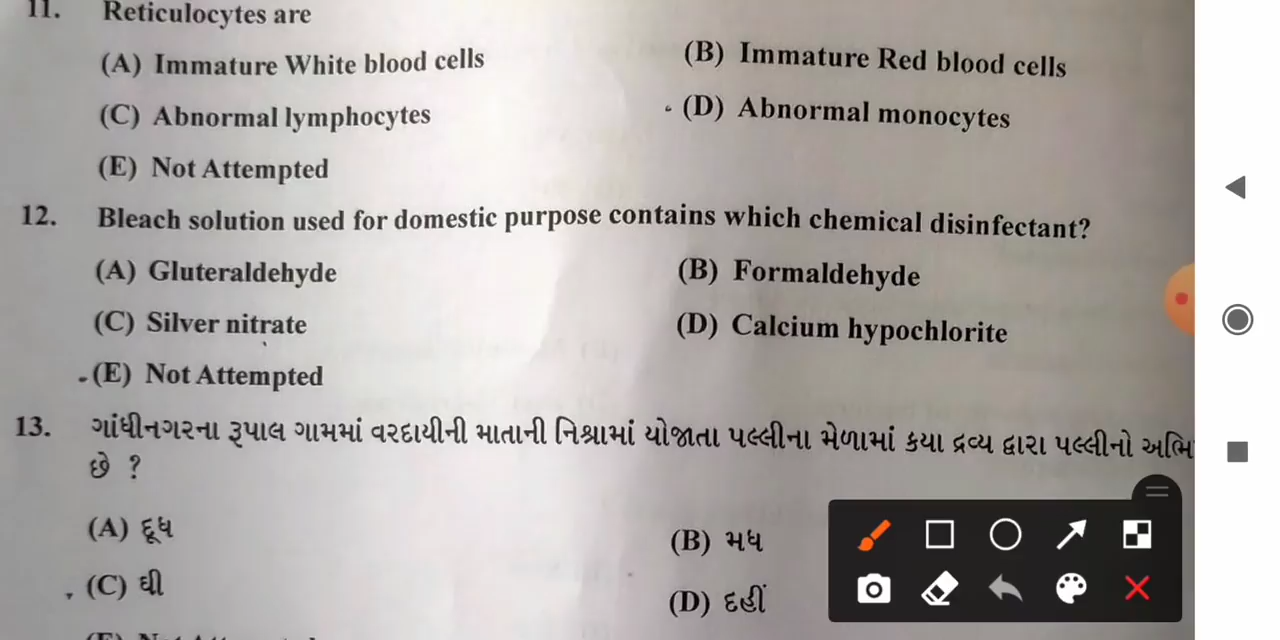 11. Reticulocytes are
(A) Immature White blood cells (B) Immature Red blood cells
(C) Abnormal lymphocytes (D) Abnormal monocytes
(E) Not Attempted
12. Bleach solution used for domestic purpose contains which chemical disinfectant?
(A) Gluteraldehyde (B) Formaldehyde
(C) Silver nitrate (D) Calcium hypochlorite
(E) Not Attempted
13. ગાંધીનગરના રૂપાલ ગામમાં વરદાયીની માતાની નિશ્રામાં યોજાતા પલ્લીના મેળામાં કયા દ્રવ્ય દ્વારા પલ્લીનો
છે ?
(A) દૂધ (B) મધ
(C) ઘી (D) દહીં